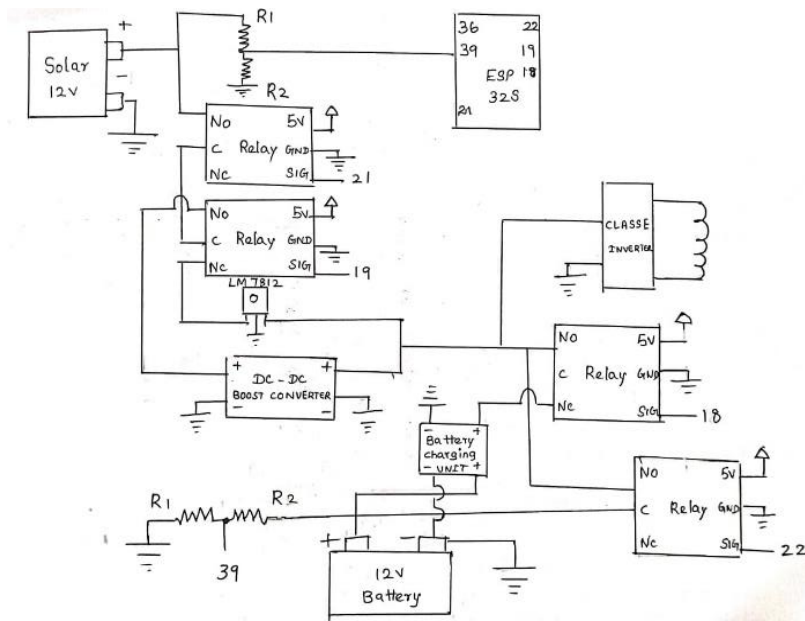 +
R1
Solar
12V
-
36 22
39 19
ESP 18
32S
21
R2
NO 5V
C Relay GND
NC SIG 21
NO 5V
C Relay GND
NC SIG 19
LM 7812
CLASSE
INVERTER
+ DC-DC +
BOOST CONVERTER
- -
NO 5V
C Relay GND
NC SIG 18
- +
Battery
charging
- UNIT +
NO 5V
C Relay GND
NC SIG 22
R1 R2
39
+ -
12V
Battery